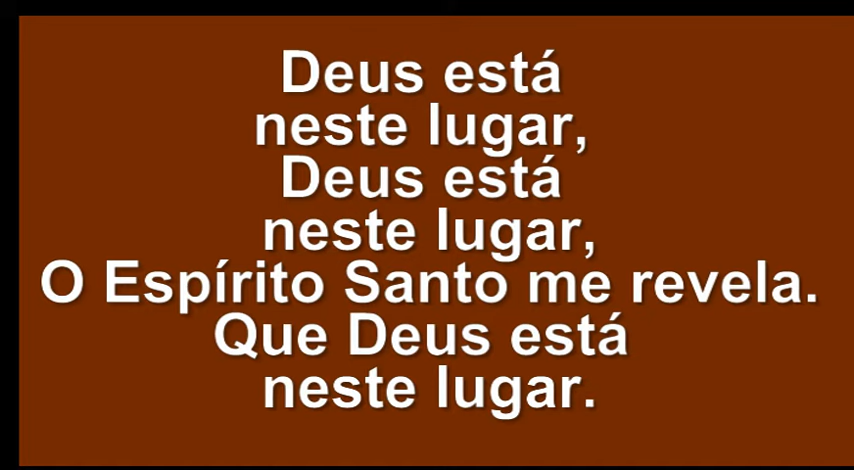 Deus está
neste lugar,
Deus está
neste lugar,
O Espírito Santo me revela.
Que Deus está
neste lugar.